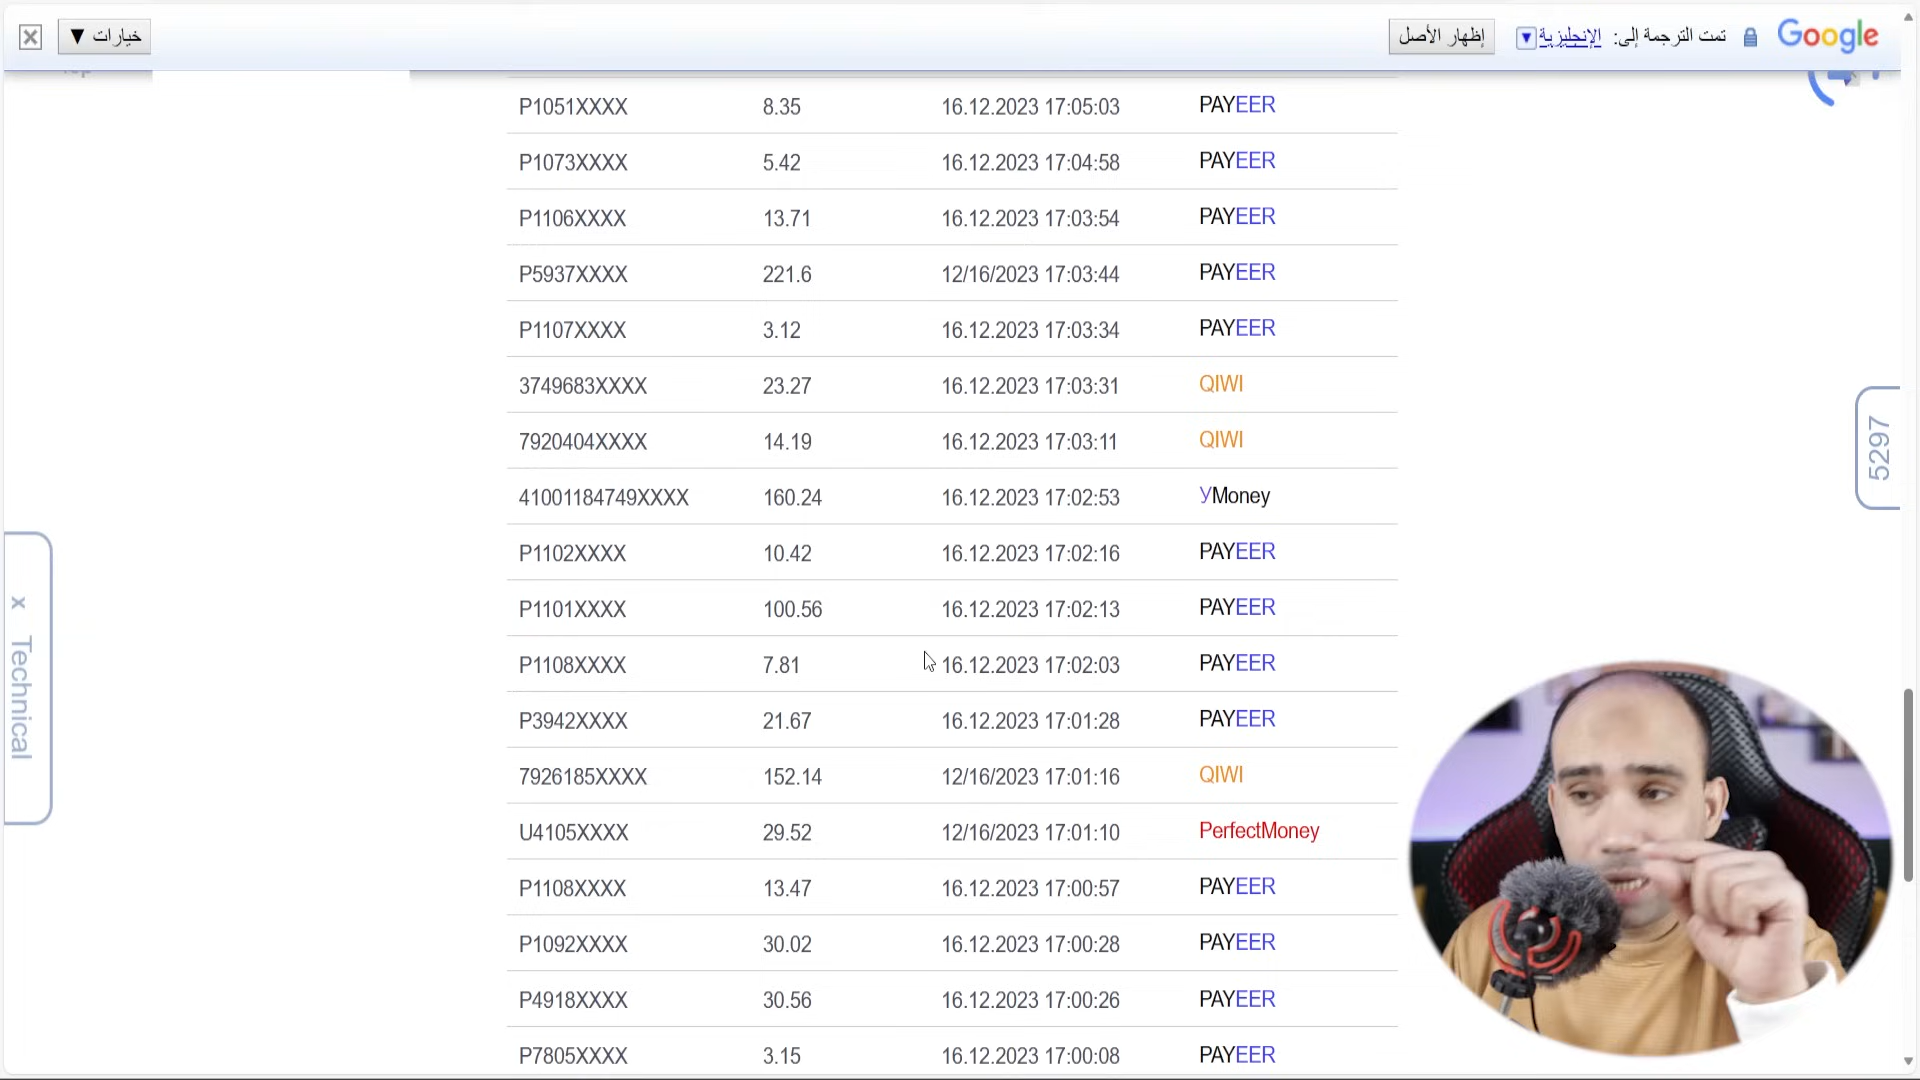 خيارات ▼
إظهار الأصل
تمت الترجمة إلى: الإنجليزية
Google
P1051XXXX 8.35 16.12.2023 17:05:03 PAYEER
P1073XXXX 5.42 16.12.2023 17:04:58 PAYEER
P1106XXXX 13.71 16.12.2023 17:03:54 PAYEER
P5937XXXX 221.6 12/16/2023 17:03:44 PAYEER
P1107XXXX 3.12 16.12.2023 17:03:34 PAYEER
3749683XXXX 23.27 16.12.2023 17:03:31 QIWI
7920404XXXX 14.19 16.12.2023 17:03:11 QIWI
41001184749XXXX 160.24 16.12.2023 17:02:53 УMoney
P1102XXXX 10.42 16.12.2023 17:02:16 PAYEER
P1101XXXX 100.56 16.12.2023 17:02:13 PAYEER
P1108XXXX 7.81 16.12.2023 17:02:03 PAYEER
P3942XXXX 21.67 16.12.2023 17:01:28 PAYEER
7926185XXXX 152.14 12/16/2023 17:01:16 QIWI
U4105XXXX 29.52 12/16/2023 17:01:10 PerfectMoney
P1108XXXX 13.47 16.12.2023 17:00:57 PAYEER
P1092XXXX 30.02 16.12.2023 17:00:28 PAYEER
P4918XXXX 30.56 16.12.2023 17:00:26 PAYEER
P7805XXXX 3.15 16.12.2023 17:00:08 PAYEER
x Technical
5297